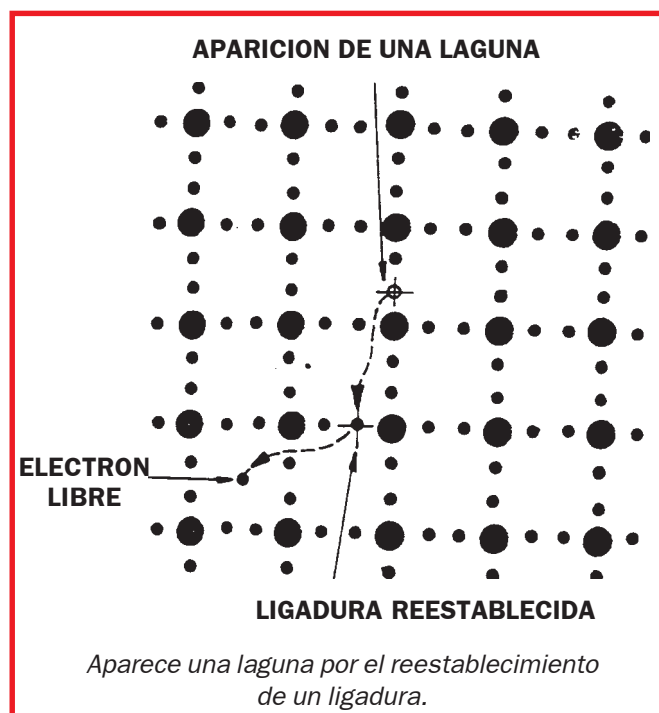 APARICION DE UNA LAGUNA
ELECTRON
LIBRE
LIGADURA REESTABLECIDA
Aparece una laguna por el reestablecimiento
de un ligadura.